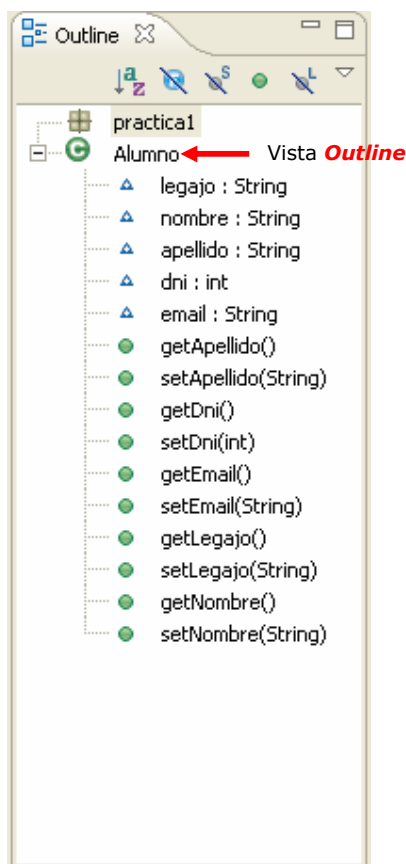 Outline
a
z
S
L
practica1
C
Alumno Vista Outline
legajo : String
nombre : String
apellido : String
dni : int
email : String
getApellido()
setApellido(String)
getDni()
setDni(int)
getEmail()
setEmail(String)
getLegajo()
setLegajo(String)
getNombre()
setNombre(String)